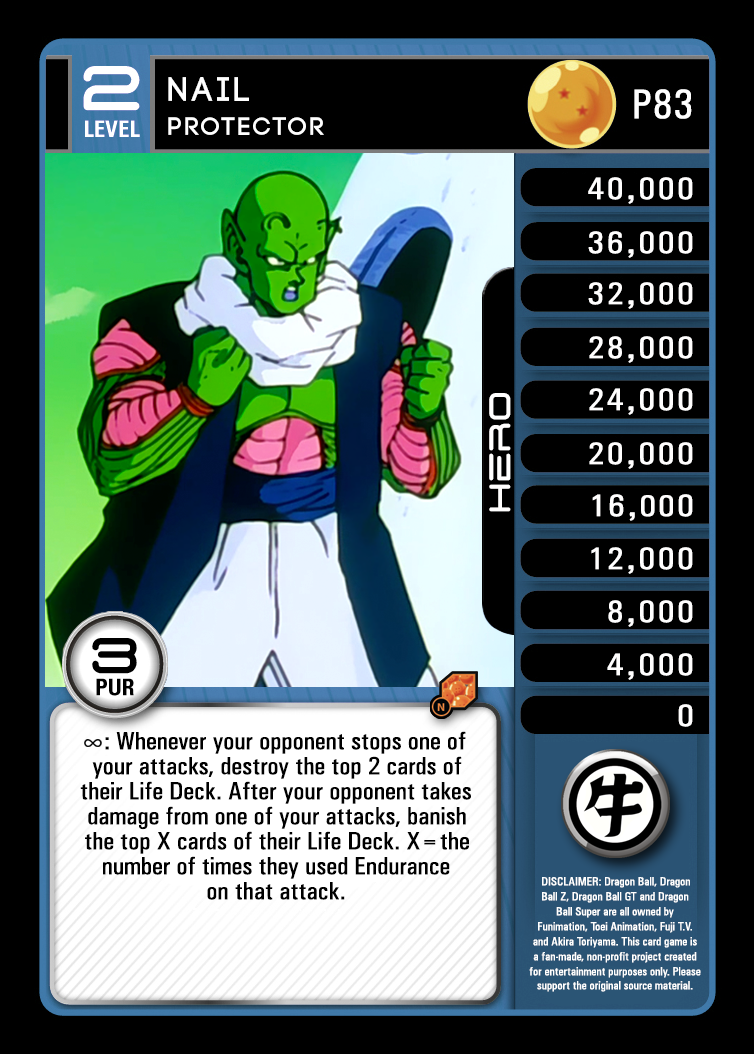 2
LEVEL
NAIL
PROTECTOR
P83
40,000
36,000
32,000
28,000
24,000
20,000
16,000
12,000
8,000
4,000
0
HERO
3
PUR
N
∞: Whenever your opponent stops one of
your attacks, destroy the top 2 cards of
their Life Deck. After your opponent takes
damage from one of your attacks, banish
the top X cards of their Life Deck. X = the
number of times they used Endurance
on that attack.
牛
DISCLAIMER: Dragon Ball, Dragon
Ball Z, Dragon Ball GT and Dragon
Ball Super are all owned by
Funimation, Toei Animation, Fuji T.V.
and Akira Toriyama. This card game is
a fan-made, non-profit project created
for entertainment purposes only. Please
support the original source material.